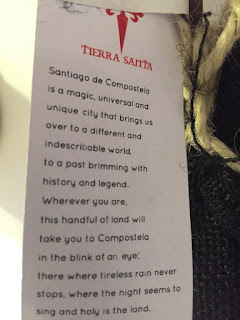 TIERRA SANTA
Santiago de Compostela
is a magic, universal and
unique city that brings us
over to a different and
indescribable world,
to a past brimming with
history and legend.
Wherever you are,
this handful of land will
take you to Compostela
in the blink of an eye;
there where tireless rain never
stops, where the night seems to
sing and holy is the land.